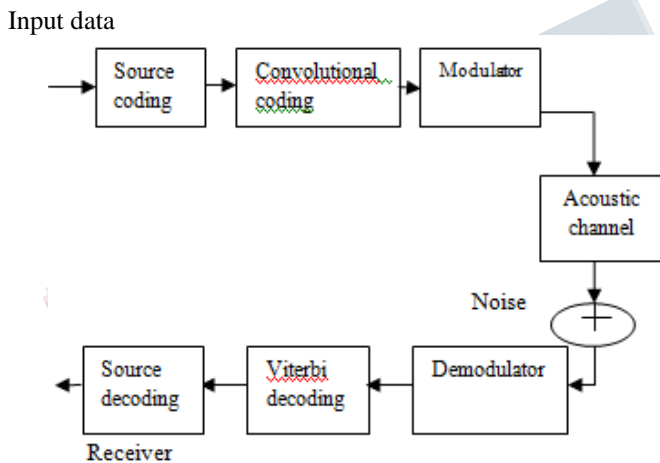 Input data
Source
coding
Convolutional
coding
Modulator
Acoustic
channel
Noise
Source
decoding
Viterbi
decoding
Demodulator
Receiver